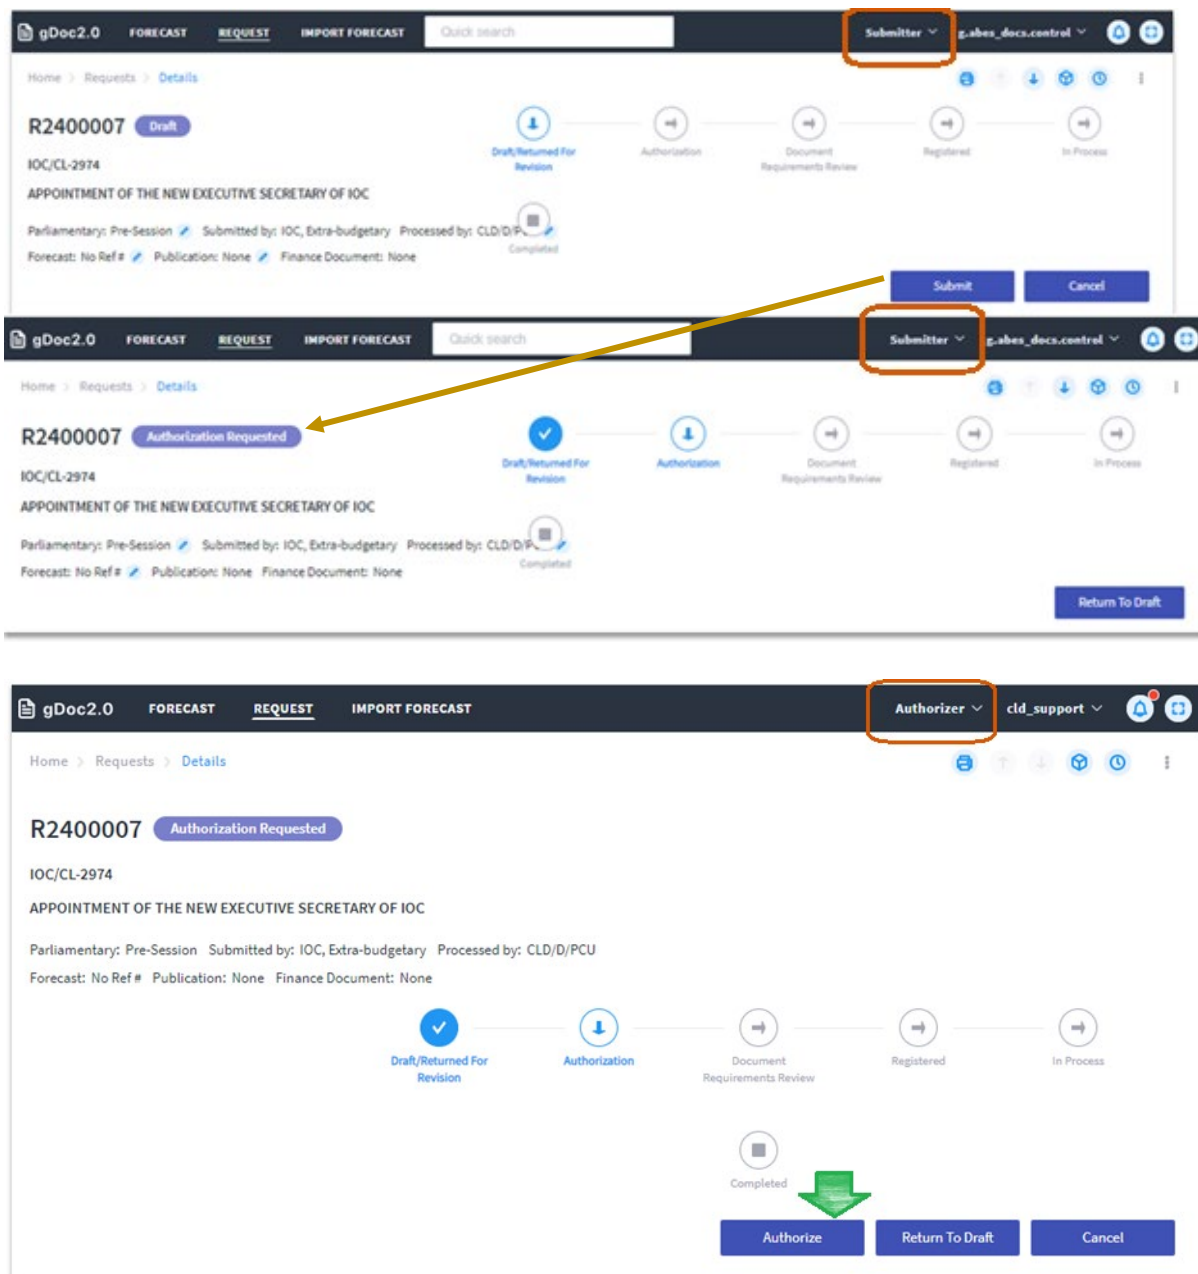 gDoc2.0 FORECAST REQUEST IMPORT FORECAST Quick search Submitter g.abes_docs.control
Home > Requests > Details
R2400007 Draft
IOC/CL-2974
APPOINTMENT OF THE NEW EXECUTIVE SECRETARY OF IOC
Parliamentary: Pre-Session Submitted by: IOC, Extra-budgetary Processed by: CLD/D/P
Forecast: No Ref # Publication: None Finance Document: None
Draft/Returned For Revision
Authorization
Document Requirements Review
Registered
In Process
Completed
Submit Cancel
gDoc2.0 FORECAST REQUEST IMPORT FORECAST Quick search Submitter g.abes_docs.control
Home > Requests > Details
R2400007 Authorization Requested
IOC/CL-2974
APPOINTMENT OF THE NEW EXECUTIVE SECRETARY OF IOC
Parliamentary: Pre-Session Submitted by: IOC, Extra-budgetary Processed by: CLD/D/P
Forecast: No Ref # Publication: None Finance Document: None
Draft/Returned For Revision
Authorization
Document Requirements Review
Registered
In Process
Completed
Return To Draft
gDoc2.0 FORECAST REQUEST IMPORT FORECAST Authorizer cld_support
Home > Requests > Details
R2400007 Authorization Requested
IOC/CL-2974
APPOINTMENT OF THE NEW EXECUTIVE SECRETARY OF IOC
Parliamentary: Pre-Session Submitted by: IOC, Extra-budgetary Processed by: CLD/D/PCU
Forecast: No Ref # Publication: None Finance Document: None
Draft/Returned For Revision
Authorization
Document Requirements Review
Registered
In Process
Completed
Authorize Return To Draft Cancel